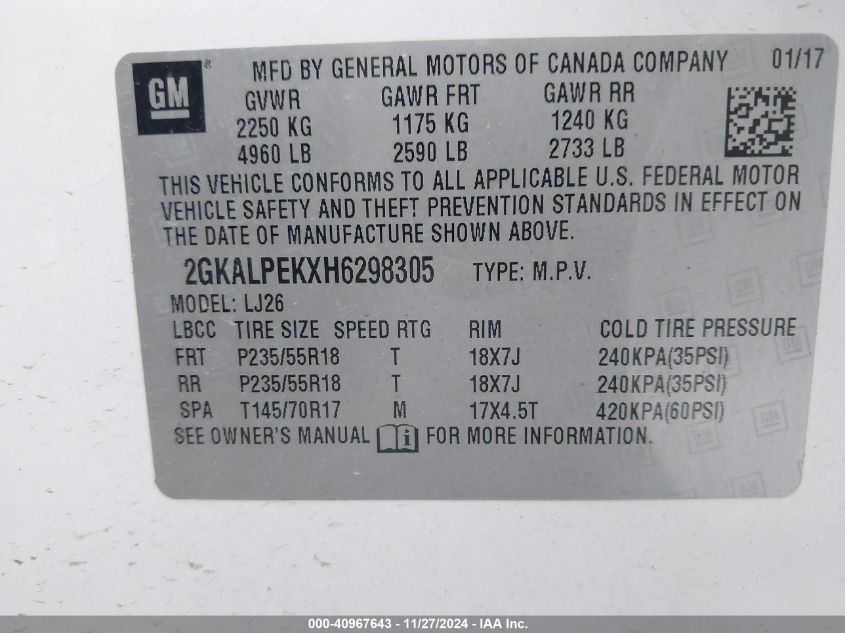 GM MFD BY GENERAL MOTORS OF CANADA COMPANY 01/17
GVWR GAWR FRT GAWR RR
2250 KG 1175 KG 1240 KG
4960 LB 2590 LB 2733 LB
THIS VEHICLE CONFORMS TO ALL APPLICABLE U.S. FEDERAL MOTOR
VEHICLE SAFETY AND THEFT PREVENTION STANDARDS IN EFFECT ON
THE DATE OF MANUFACTURE SHOWN ABOVE.
2GKALPEKXH6298305 TYPE: M.P.V.
MODEL: LJ26
LBCC TIRE SIZE SPEED RTG RIM COLD TIRE PRESSURE
FRT P235/55R18 T 18X7J 240KPA(35PSI)
RR P235/55R18 T 18X7J 240KPA(35PSI)
SPA T145/70R17 M 17X4.5T 420KPA(60PSI)
SEE OWNER'S MANUAL FOR MORE INFORMATION.
000-40967643 - 11/27/2024 - IAA Inc.